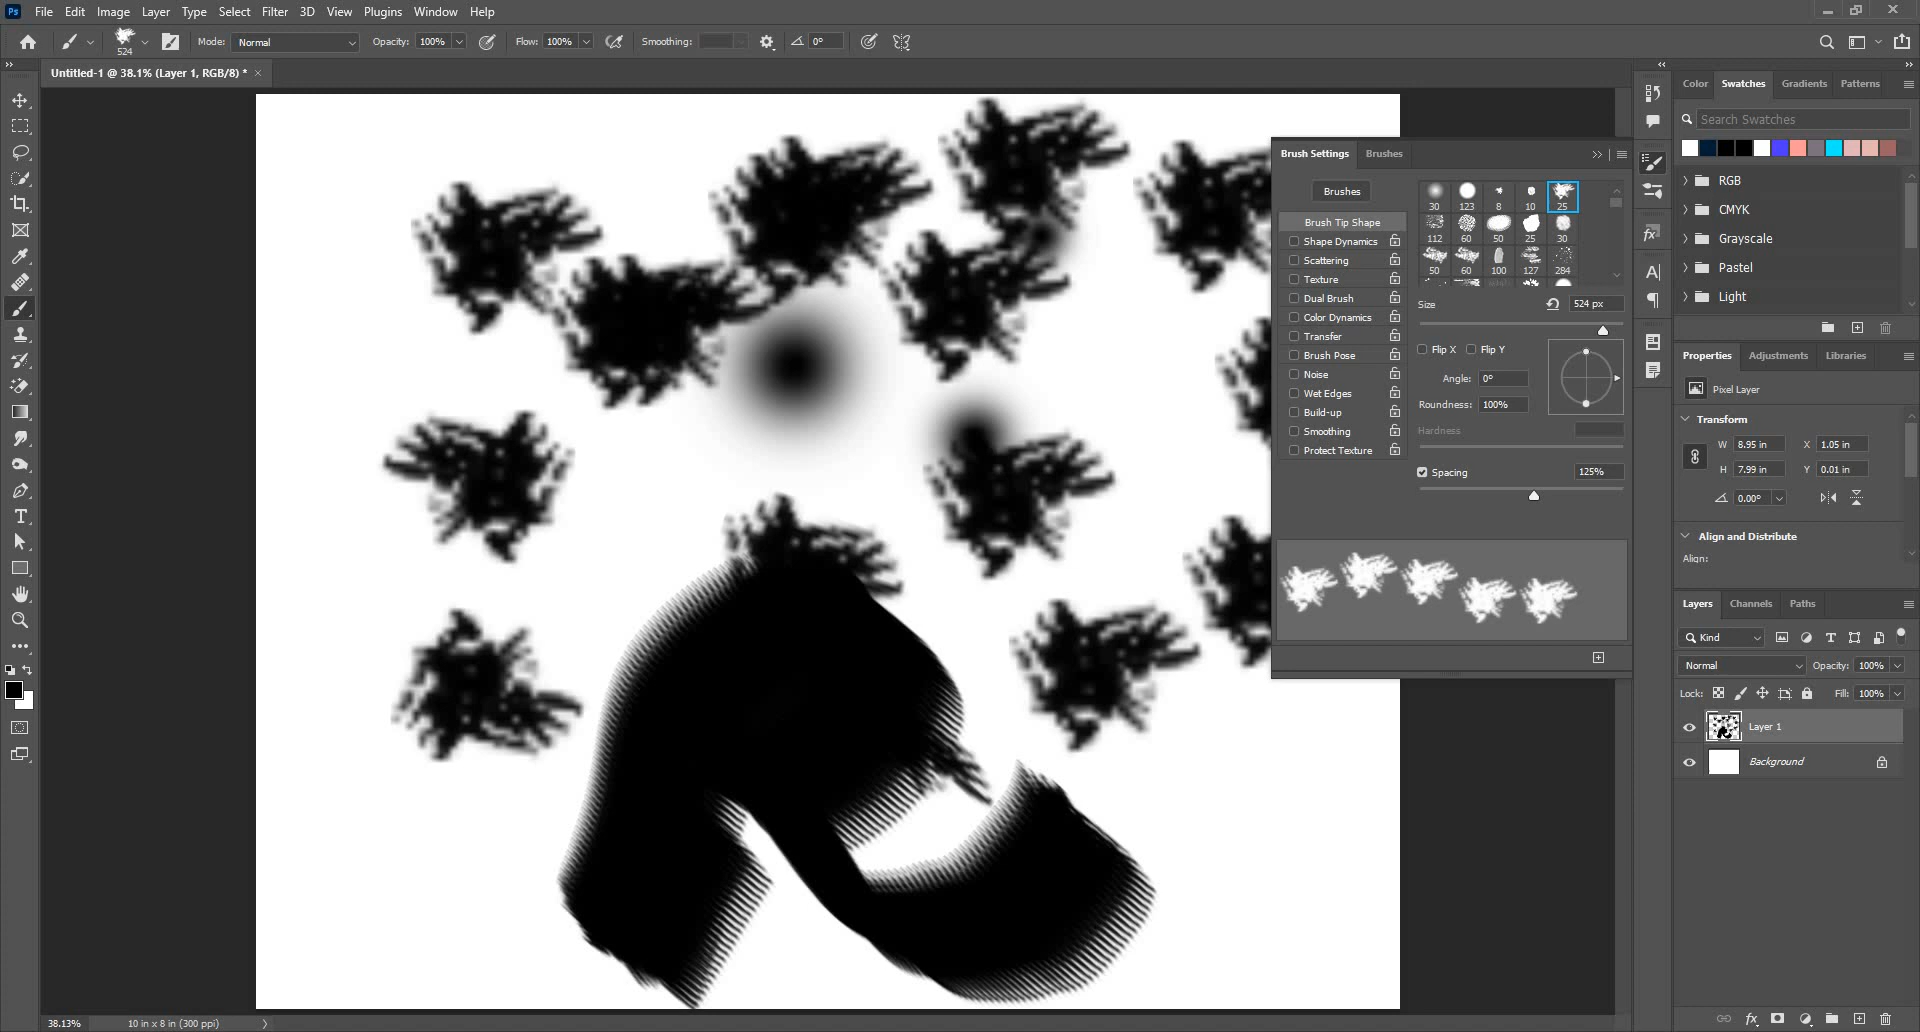 Ps File Edit Image Layer Type Select Filter 3D View Plugins Window Help
524 Mode: Normal Opacity: 100% Flow: 100% Smoothing: 0°
Untitled-1 @ 38.1% (Layer 1, RGB/8) * ×
Brush Settings Brushes
Brushes
Brush Tip Shape
Shape Dynamics
Scattering
Texture
Dual Brush
Color Dynamics
Transfer
Brush Pose
Noise
Wet Edges
Build-up
Smoothing
Protect Texture
30 123 8 10 25
112 60 50 25 30
50 60 100 127 284
Size 524 px
Flip X Flip Y
Angle: 0°
Roundness: 100%
Hardness
Spacing 125%
Color Swatches Gradients Patterns
Search Swatches
RGB
CMYK
Grayscale
Pastel
Light
Properties Adjustments Libraries
Pixel Layer
Transform
W 8.95 in X 1.05 in
H 7.99 in Y 0.01 in
0.00°
Align and Distribute
Align:
Layers Channels Paths
Kind
Normal Opacity: 100%
Lock: Fill: 100%
Layer 1
Background
38.13% 10 in x 8 in (300 ppi)